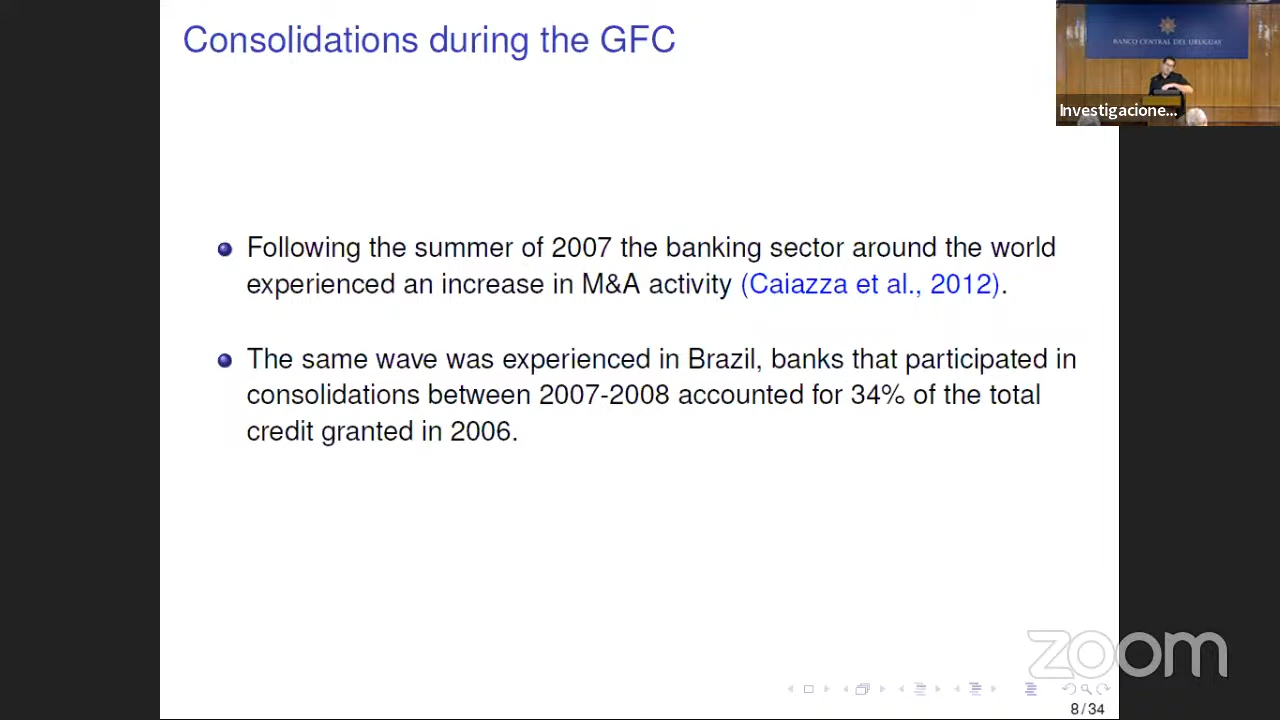 Consolidations during the GFC
BANCO CENTRAL DEL URUGUAY
Investigacione...
Following the summer of 2007 the banking sector around the world
experienced an increase in M&A activity (Caiazza et al., 2012).
The same wave was experienced in Brazil, banks that participated in
consolidations between 2007-2008 accounted for 34% of the total
credit granted in 2006.
zoom
8/34